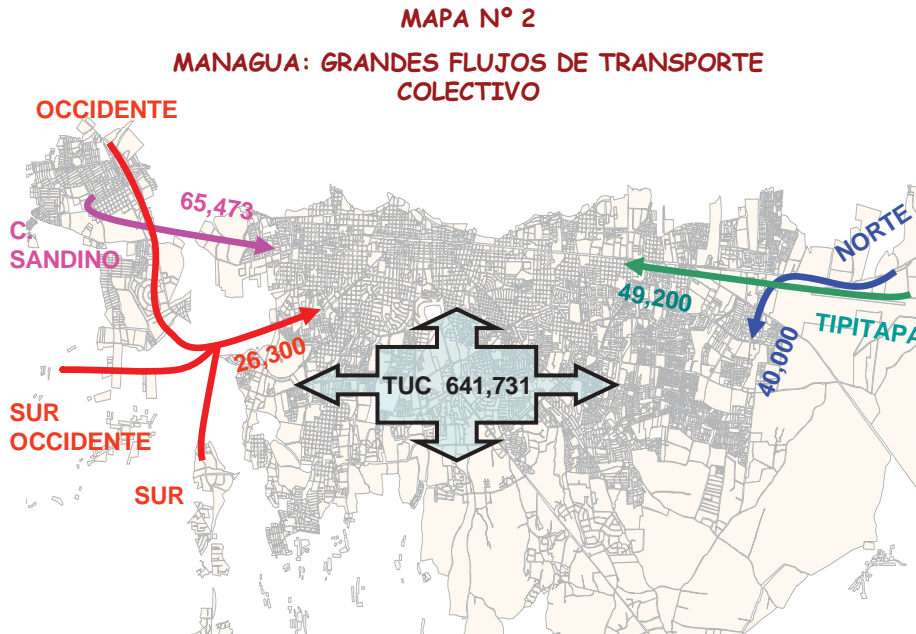 MAPA Nº 2
MANAGUA: GRANDES FLUJOS DE TRANSPORTE
COLECTIVO
OCCIDENTE
65,473
C.
SANDINO
NORTE
49,200
TIPITAPA
40,000
26,300
TUC 641,731
SUR
OCCIDENTE
SUR